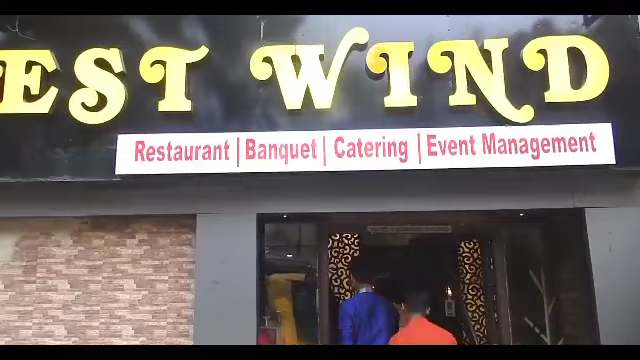 EST WIND
Restaurant | Banquet | Catering | Event Management